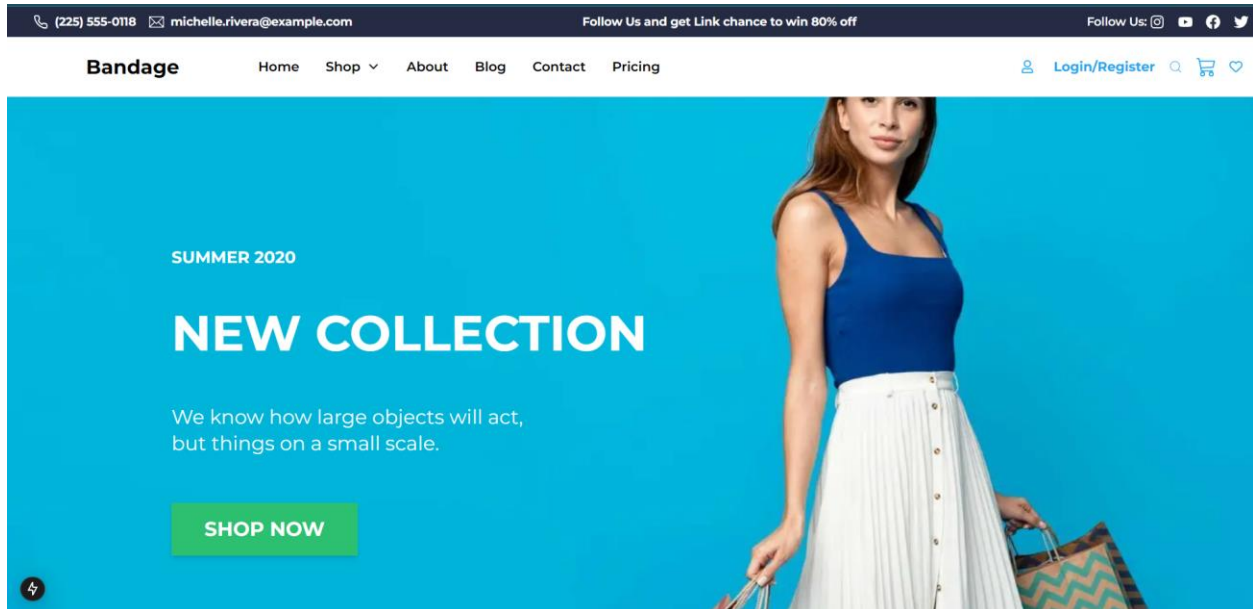 (225) 555-0118 michelle.rivera@example.com Follow Us and get Link chance to win 80% off Follow Us:
Bandage Home Shop About Blog Contact Pricing Login/Register
SUMMER 2020
NEW COLLECTION
We know how large objects will act,
but things on a small scale.
SHOP NOW